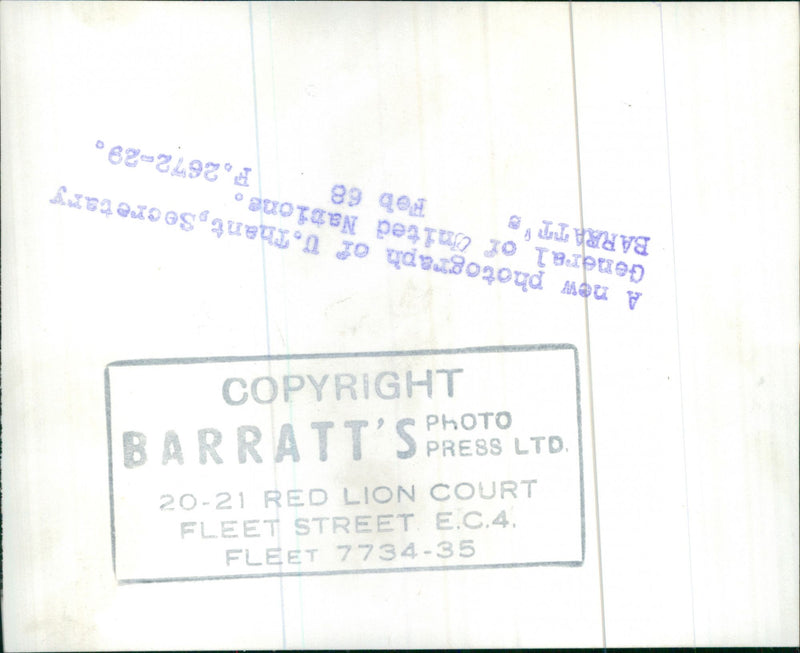 A new photograph of U.Thant,Secretary
General of United Nations.
BARRATT's Feb 68 F.2672-29.
COPYRIGHT
BARRATT'S PHOTO PRESS LTD.
20-21 RED LION COURT
FLEET STREET E.C.4.
FLEET 7734-35